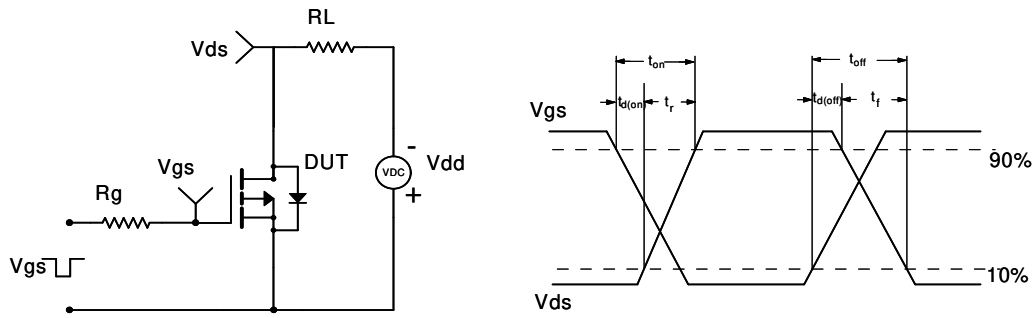 RL
Vds
Vgs
DUT
VDC
-
+
Vdd
Rg
Vgs
ton
toff
td(on)
tr
td(off)
tf
Vgs
90%
10%
Vds